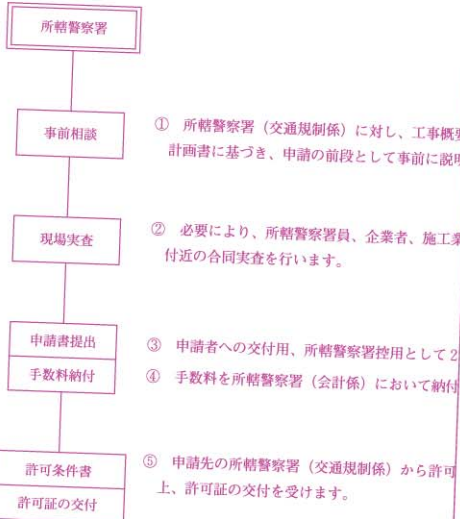 所轄警察署
事前相談
① 所轄警察署（交通規制係）に対し、工事概要
計画書に基づき、申請の前段として事前に説明
現場実査
② 必要により、所轄警察署員、企業者、施工業
付近の合同実査を行います。
申請書提出
③ 申請者への交付用、所轄警察署控用として2
手数料納付
④ 手数料を所轄警察署（会計係）において納付
許可条件書
⑤ 申請先の所轄警察署（交通規制係）から許可
許可証の交付
上、許可証の交付を受けます。